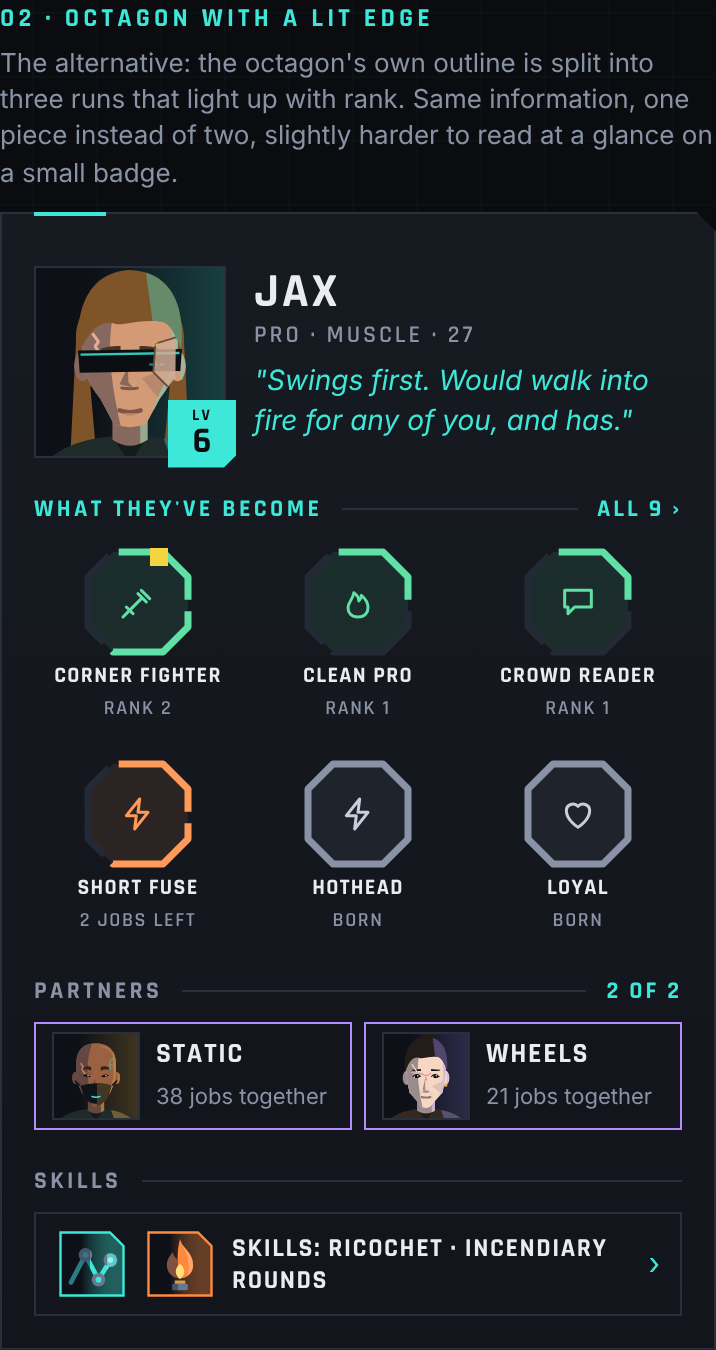 02 · OCTAGON WITH A LIT EDGE
The alternative: the octagon's own outline is split into
three runs that light up with rank. Same information, one
piece instead of two, slightly harder to read at a glance on
a small badge.
JAX
PRO · MUSCLE · 27
"Swings first. Would walk into
fire for any of you, and has."
LV
6
WHAT THEY'VE BECOME
ALL 9 ›
CORNER FIGHTER
RANK 2
CLEAN PRO
RANK 1
CROWD READER
RANK 1
SHORT FUSE
2 JOBS LEFT
HOTHEAD
BORN
LOYAL
BORN
PARTNERS
2 OF 2
STATIC
38 jobs together
WHEELS
21 jobs together
SKILLS
SKILLS: RICOCHET · INCENDIARY
ROUNDS
›